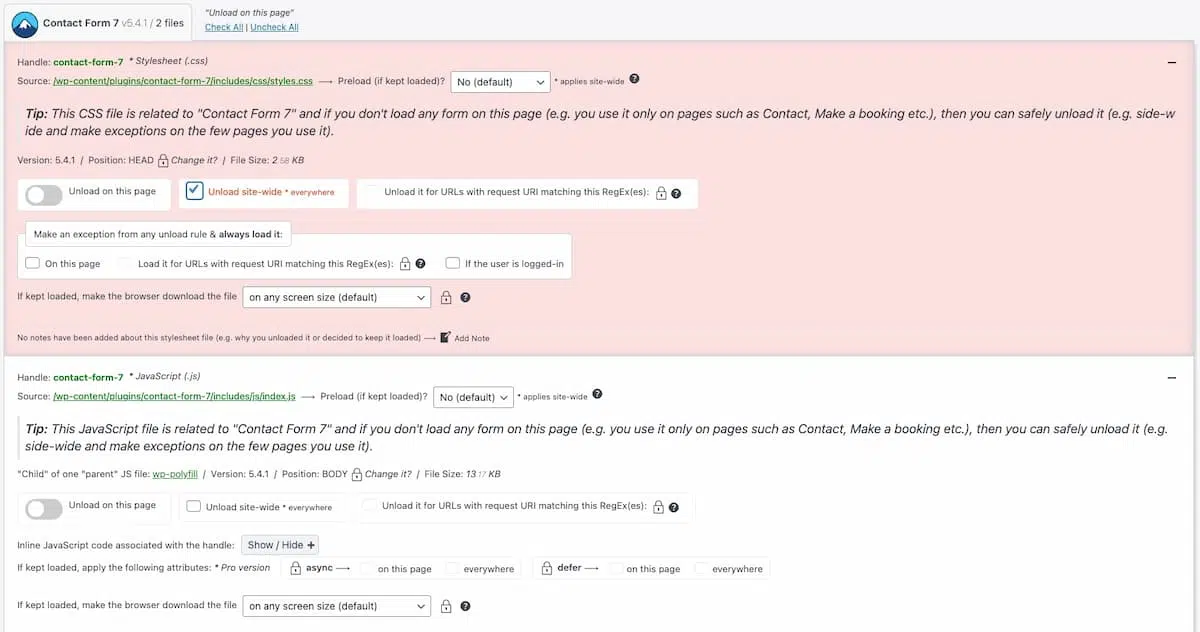 Contact Form 7 v5.4.1 / 2 files
"Unload on this page"
Check All | Uncheck All
Handle: contact-form-7 * Stylesheet (.css)
Source: /wp-content/plugins/contact-form-7/includes/css/styles.css ⟶ Preload (if kept loaded)? No (default) * applies site-wide ?
Tip: This CSS file is related to "Contact Form 7" and if you don't load any form on this page (e.g. you use it only on pages such as Contact, Make a booking etc.), then you can safely unload it (e.g. side-w
ide and make exceptions on the few pages you use it).
Version: 5.4.1 / Position: HEAD Change it? / File Size: 2.58 KB
Unload on this page
Unload site-wide * everywhere
Unload it for URLs with request URI matching this RegEx(es): ?
Make an exception from any unload rule & always load it:
On this page
Load it for URLs with request URI matching this RegEx(es): ?
If the user is logged-in
If kept loaded, make the browser download the file on any screen size (default) ?
No notes have been added about this stylesheet file (e.g. why you unloaded it or decided to keep it loaded) ⟶ Add Note
Handle: contact-form-7 * JavaScript (.js)
Source: /wp-content/plugins/contact-form-7/includes/js/index.js ⟶ Preload (if kept loaded)? No (default) * applies site-wide ?
Tip: This JavaScript file is related to "Contact Form 7" and if you don't load any form on this page (e.g. you use it only on pages such as Contact, Make a booking etc.), then you can safely unload it (e.g.
side-wide and make exceptions on the few pages you use it).
"Child" of one "parent" JS file: wp-polyfill / Version: 5.4.1 / Position: BODY Change it? / File Size: 13.17 KB
Unload on this page
Unload site-wide * everywhere
Unload it for URLs with request URI matching this RegEx(es): ?
Inline JavaScript code associated with the handle: Show / Hide +
If kept loaded, apply the following attributes: * Pro version async ⟶ on this page everywhere defer ⟶ on this page everywhere
If kept loaded, make the browser download the file on any screen size (default) ?